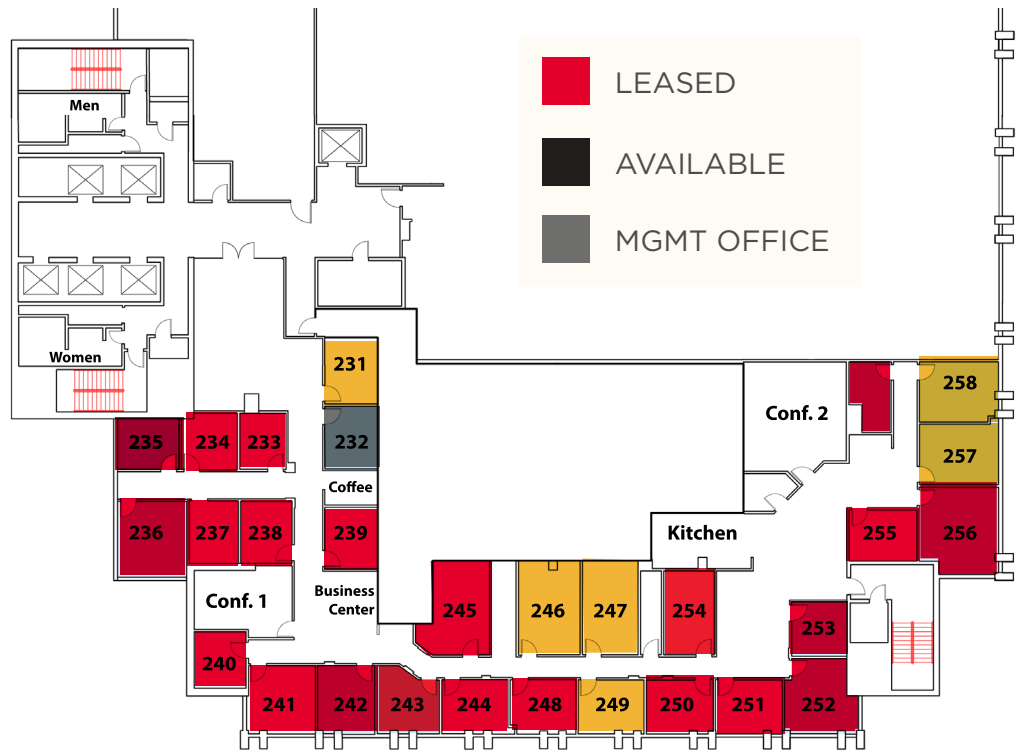 LEASED
AVAILABLE
MGMT OFFICE
Men
Women
231
232
Coffee
235
234
233
236
237
238
239
Conf. 1
Business
Center
240
241
242
243
244
245
246
247
248
249
250
251
252
253
254
255
256
257
258
Conf. 2
Kitchen